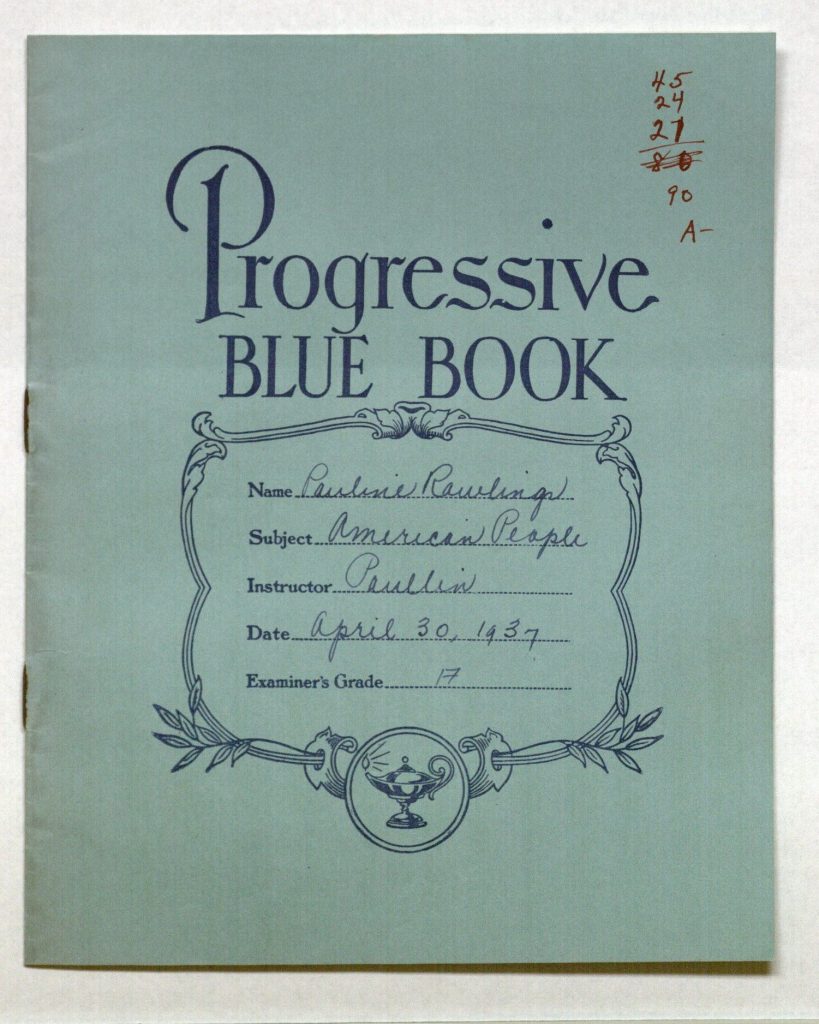 45
24
21
80
90
A-
Progressive
BLUE BOOK
Name Pauline Rawlings
Subject American People
Instructor Paullin
Date April 30, 1937
Examiner's Grade 17